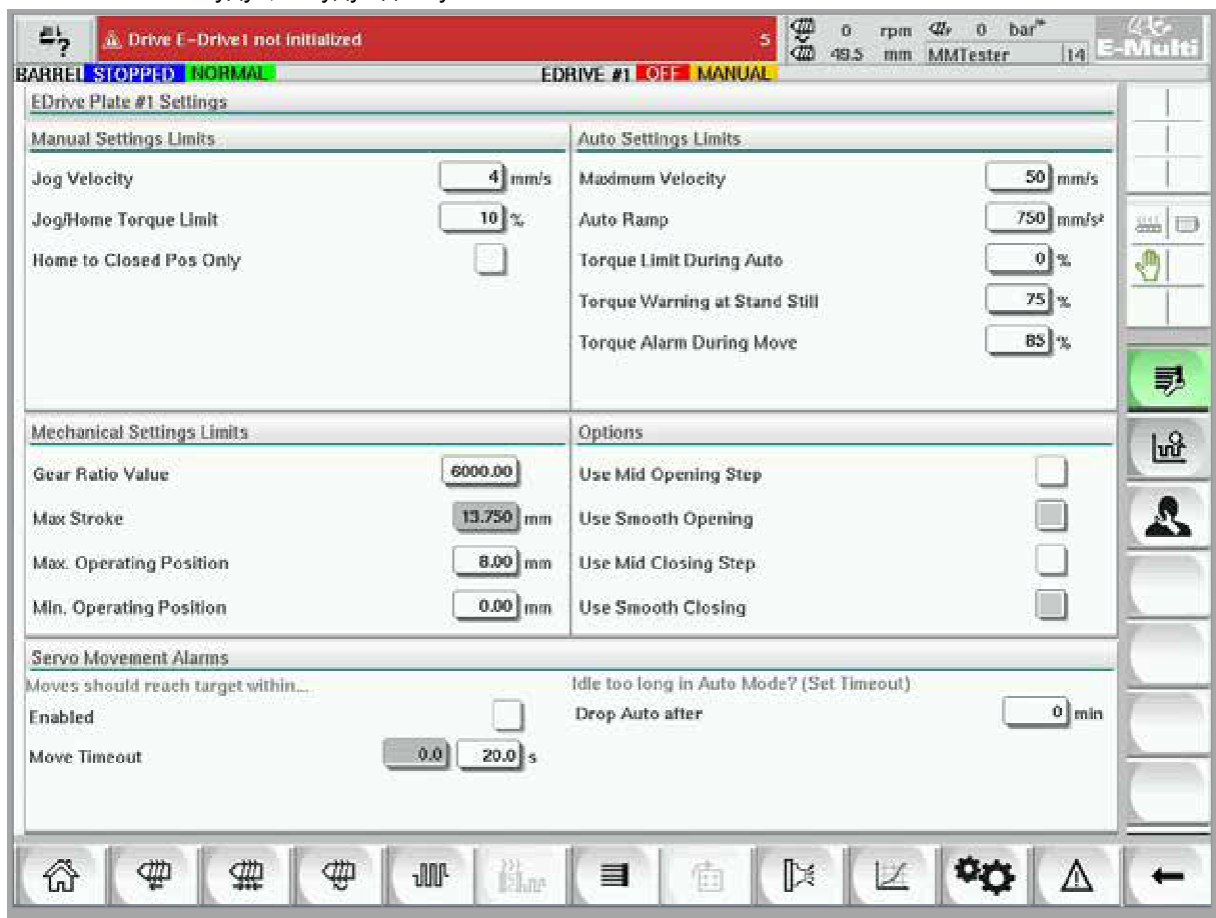 Drive E-Drive1 not initialized 5
0 rpm 0 bar
49.5 mm MMTester 14
E-Multi
BARREL STOPPED NORMAL EDRIVE #1 OFF MANUAL
EDrive Plate #1 Settings
Manual Settings Limits
Jog Velocity 4 mm/s
Jog/Home Torque Limit 10 %
Home to Closed Pos Only
Auto Settings Limits
Maximum Velocity 50 mm/s
Auto Ramp 750 mm/s²
Torque Limit During Auto 0 %
Torque Warning at Stand Still 75 %
Torque Alarm During Move 85 %
Mechanical Settings Limits
Gear Ratio Value 6000.00
Max Stroke 13.750 mm
Max. Operating Position 8.00 mm
Min. Operating Position 0.00 mm
Options
Use Mid Opening Step
Use Smooth Opening
Use Mid Closing Step
Use Smooth Closing
Servo Movement Alarms
Moves should reach target within...
Enabled
Move Timeout 0.0 20.0 s
Idle too long in Auto Mode? (Set Timeout)
Drop Auto after 0 min